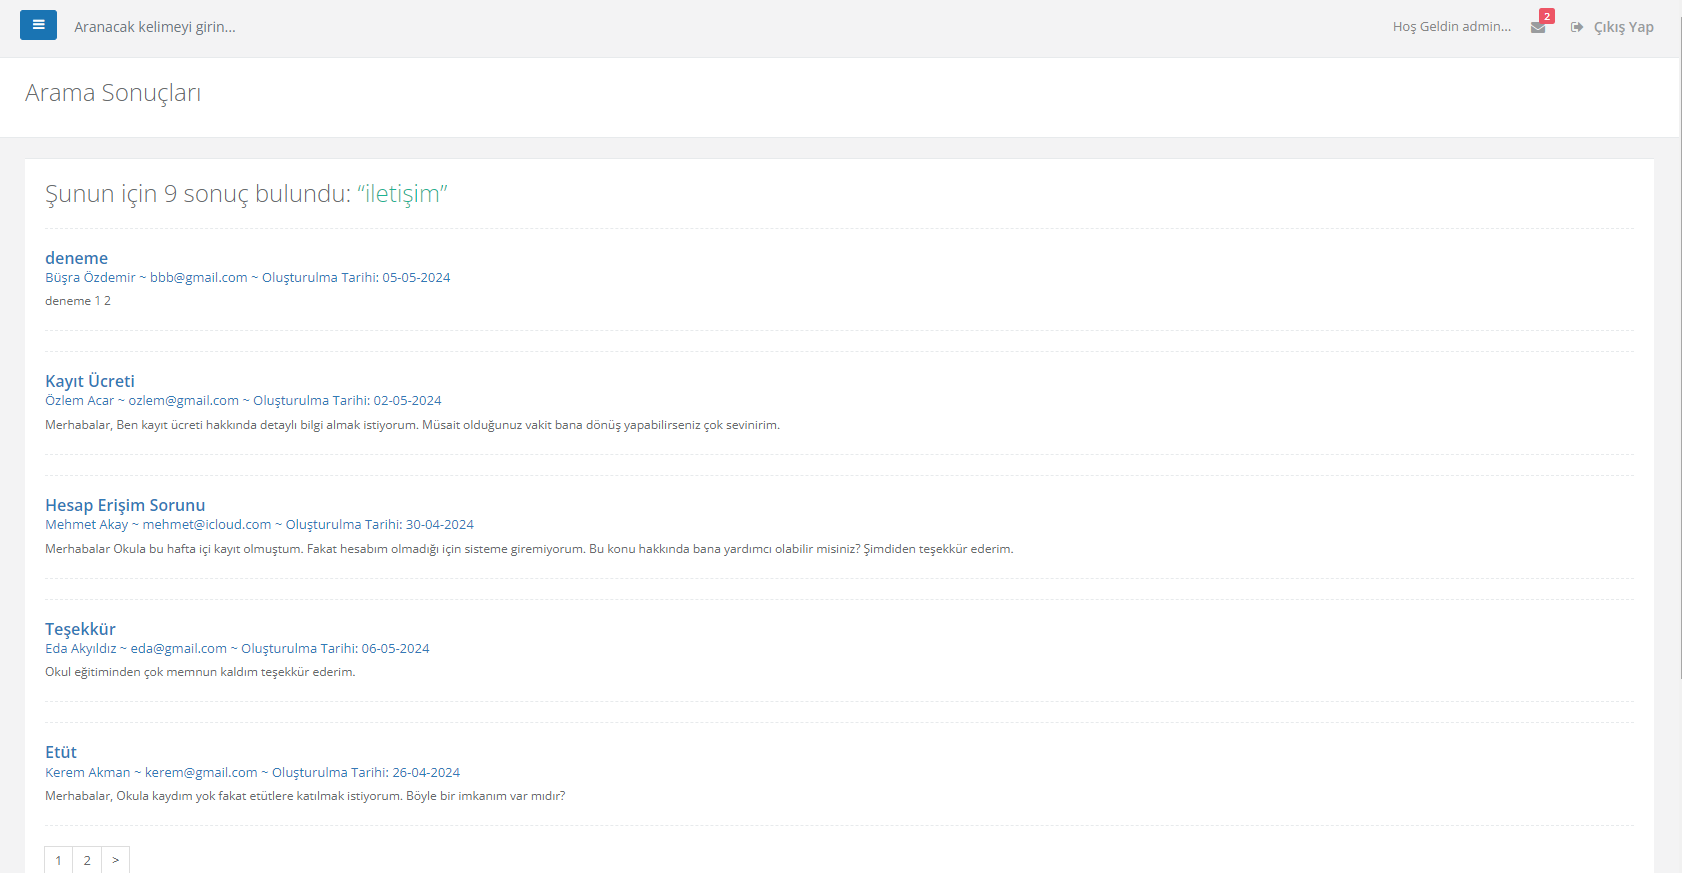 Aranacak kelimeyi girin...
Hoş Geldin admin...
2
Çıkış Yap
Arama Sonuçları
Şunun için 9 sonuç bulundu: “iletişim”
deneme
Büşra Özdemir ~ bbb@gmail.com ~ Oluşturulma Tarihi: 05-05-2024
deneme 1 2
Kayıt Ücreti
Özlem Acar ~ ozlem@gmail.com ~ Oluşturulma Tarihi: 02-05-2024
Merhabalar, Ben kayıt ücreti hakkında detaylı bilgi almak istiyorum. Müsait olduğunuz vakit bana dönüş yapabilirseniz çok sevinirim.
Hesap Erişim Sorunu
Mehmet Akay ~ mehmet@icloud.com ~ Oluşturulma Tarihi: 30-04-2024
Merhabalar Okula bu hafta içi kayıt olmuştum. Fakat hesabım olmadığı için sisteme giremiyorum. Bu konu hakkında bana yardımcı olabilir misiniz? Şimdiden teşekkür ederim.
Teşekkür
Eda Akyıldız ~ eda@gmail.com ~ Oluşturulma Tarihi: 06-05-2024
Okul eğitiminden çok memnun kaldım teşekkür ederim.
Etüt
Kerem Akman ~ kerem@gmail.com ~ Oluşturulma Tarihi: 26-04-2024
Merhabalar, Okula kaydım yok fakat etütlere katılmak istiyorum. Böyle bir imkanım var mıdır?
1 2 >